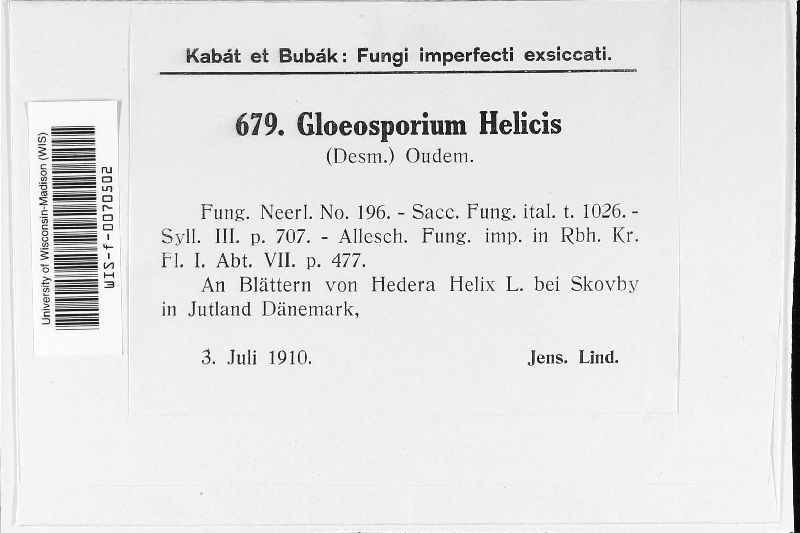 Kabát et Bubák: Fungi imperfecti exsiccati.
679. Gloeosporium Helicis
(Desm.) Oudem.
Fung. Neerl. No. 196. - Sacc. Fung. ital. t. 1026. -
Syll. III. p. 707. - Allesch. Fung. imp. in Rbh. Kr.
Fl. I. Abt. VII. p. 477.
An Blättern von Hedera Helix L. bei Skovby
in Jutland Dänemark,
3. Juli 1910. Jens. Lind.
University of Wisconsin-Madison (WIS)
WIS-f-0070502